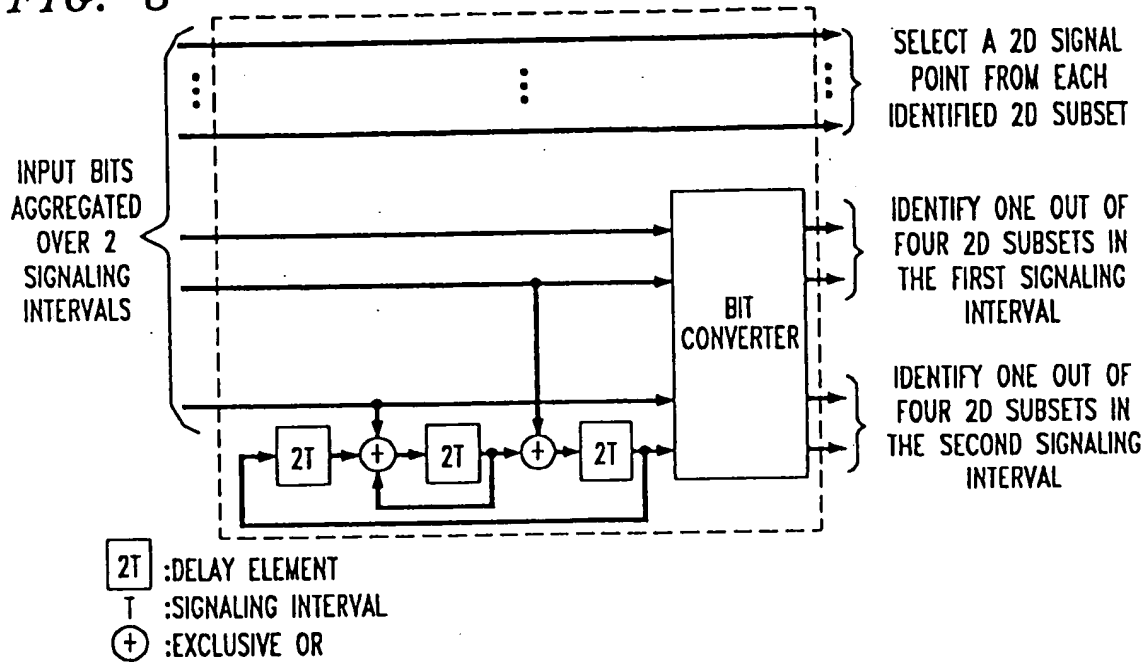 FIG.
INPUT BITS
AGGREGATED
OVER 2
SIGNALING
INTERVALS
SELECT A 2D SIGNAL
POINT FROM EACH
IDENTIFIED 2D SUBSET
BIT
CONVERTER
IDENTIFY ONE OUT OF
FOUR 2D SUBSETS IN
THE FIRST SIGNALING
INTERVAL
IDENTIFY ONE OUT OF
FOUR 2D SUBSETS IN
THE SECOND SIGNALING
INTERVAL
2T + 2T + 2T
2T :DELAY ELEMENT
T :SIGNALING INTERVAL
+ :EXCLUSIVE OR